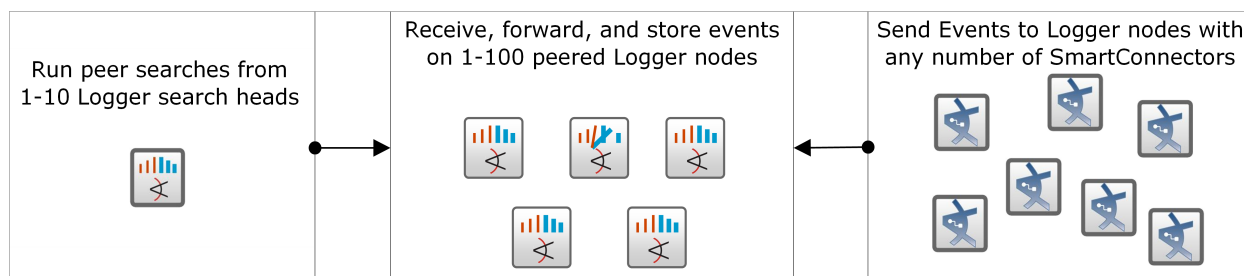 Run peer searches from
1-10 Logger search heads
Receive, forward, and store events
on 1-100 peered Logger nodes
Send Events to Logger nodes with
any number of SmartConnectors